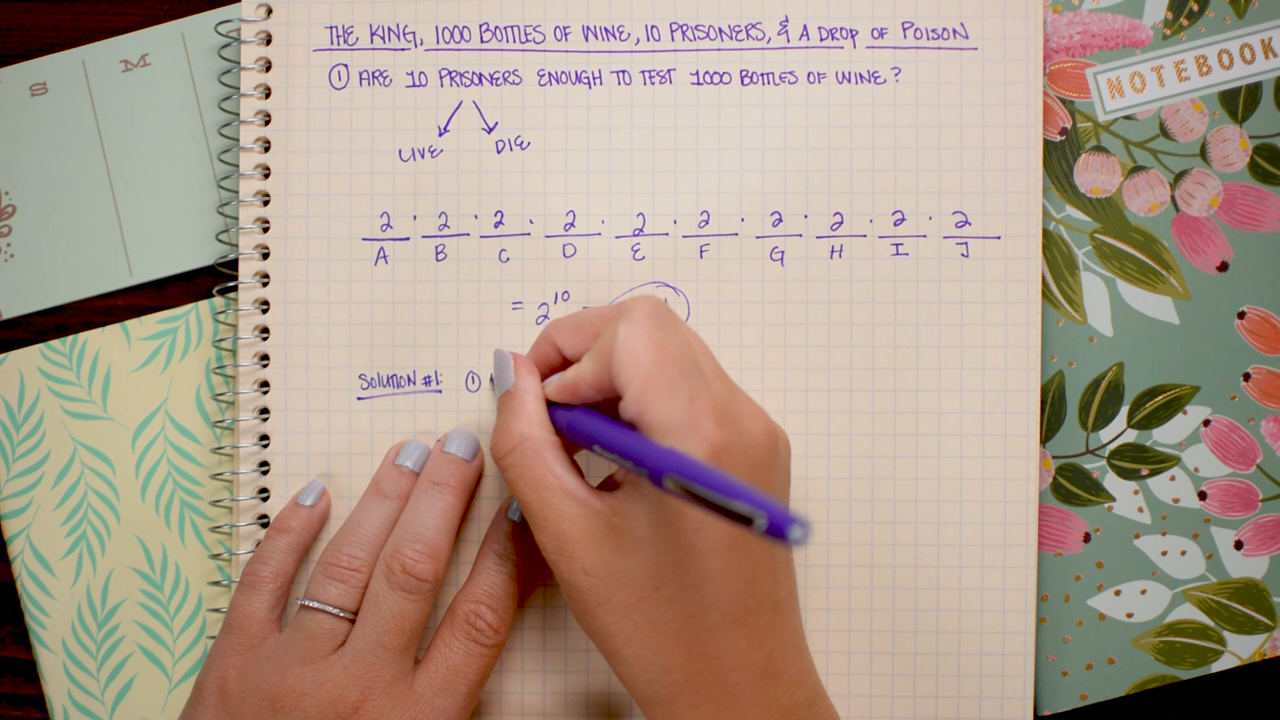 S M
THE KING, 1000 BOTTLES OF WINE, 10 PRISONERS, & A DROP OF POISON
① ARE 10 PRISONERS ENOUGH TO TEST 1000 BOTTLES OF WINE?
LIVE DIE
2 · 2 · 2 · 2 · 2 · 2 · 2 · 2 · 2 · 2
A B C D E F G H I J
= 2¹⁰
SOLUTION #1: ①
NOTEBOOK